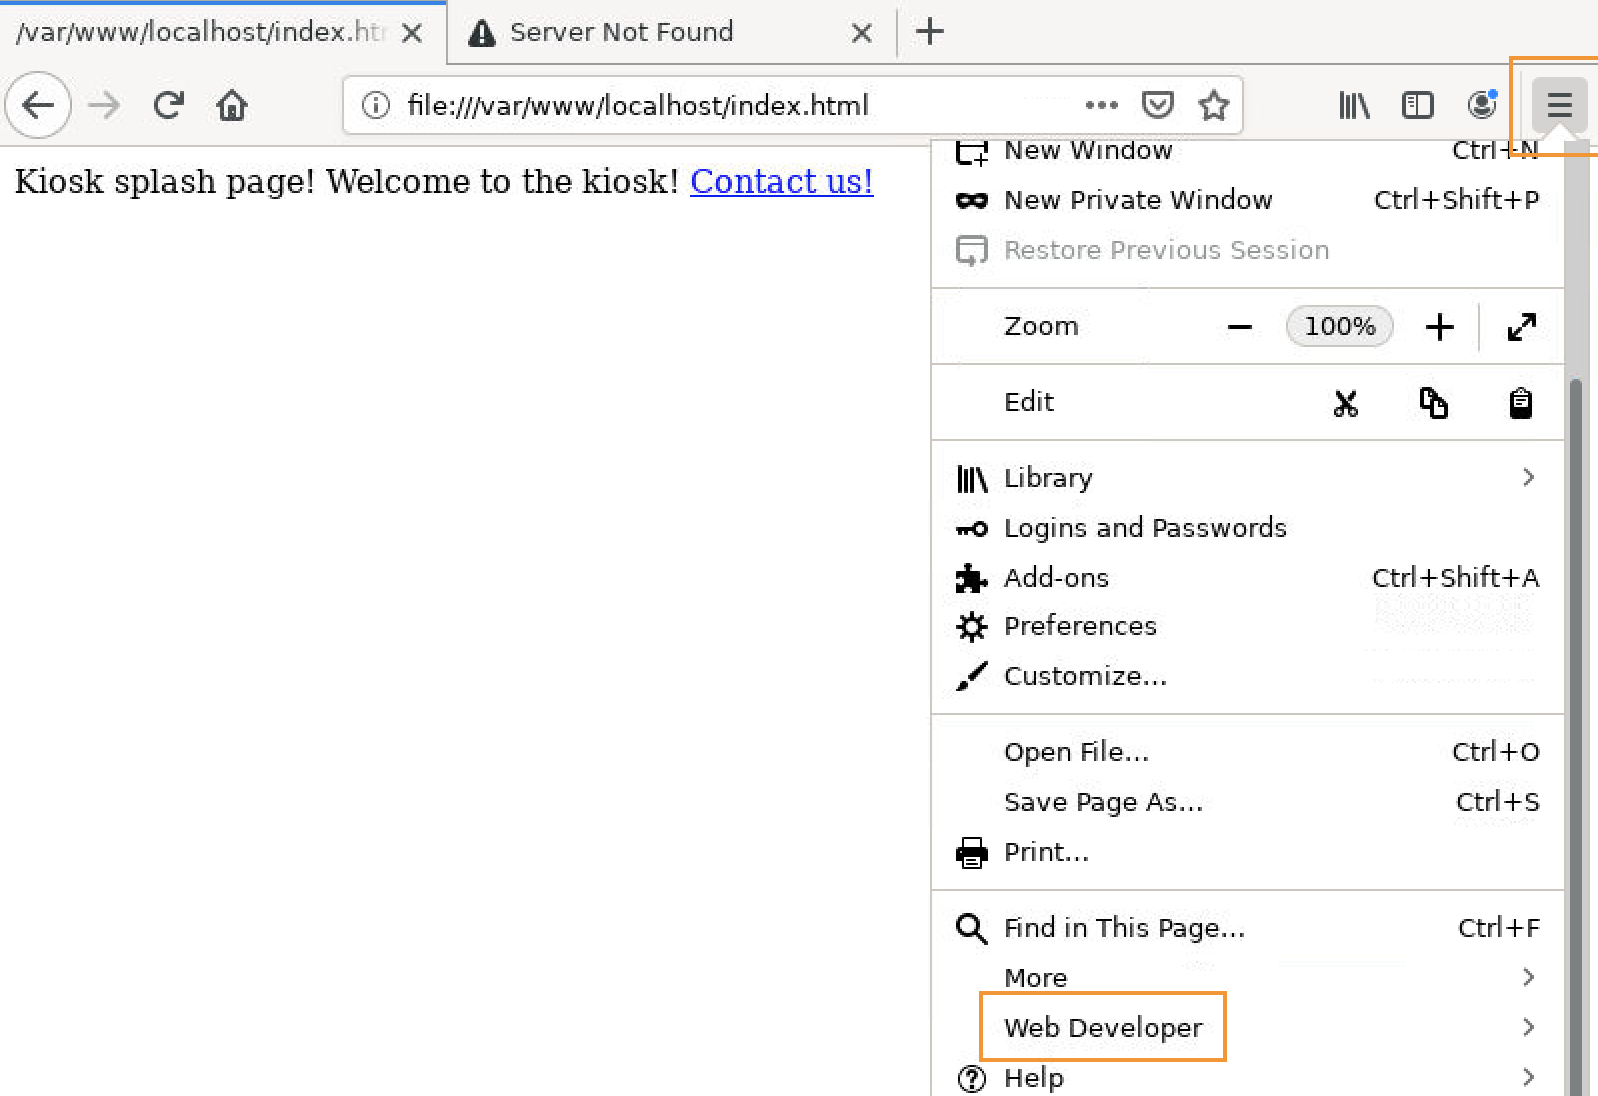 /var/www/localhost/index.htm
Server Not Found
file:///var/www/localhost/index.html
Kiosk splash page! Welcome to the kiosk! Contact us!
New Window Ctrl+N
New Private Window Ctrl+Shift+P
Restore Previous Session
Zoom 100%
Edit
Library
Logins and Passwords
Add-ons Ctrl+Shift+A
Preferences
Customize...
Open File... Ctrl+O
Save Page As... Ctrl+S
Print...
Find in This Page... Ctrl+F
More
Web Developer
Help